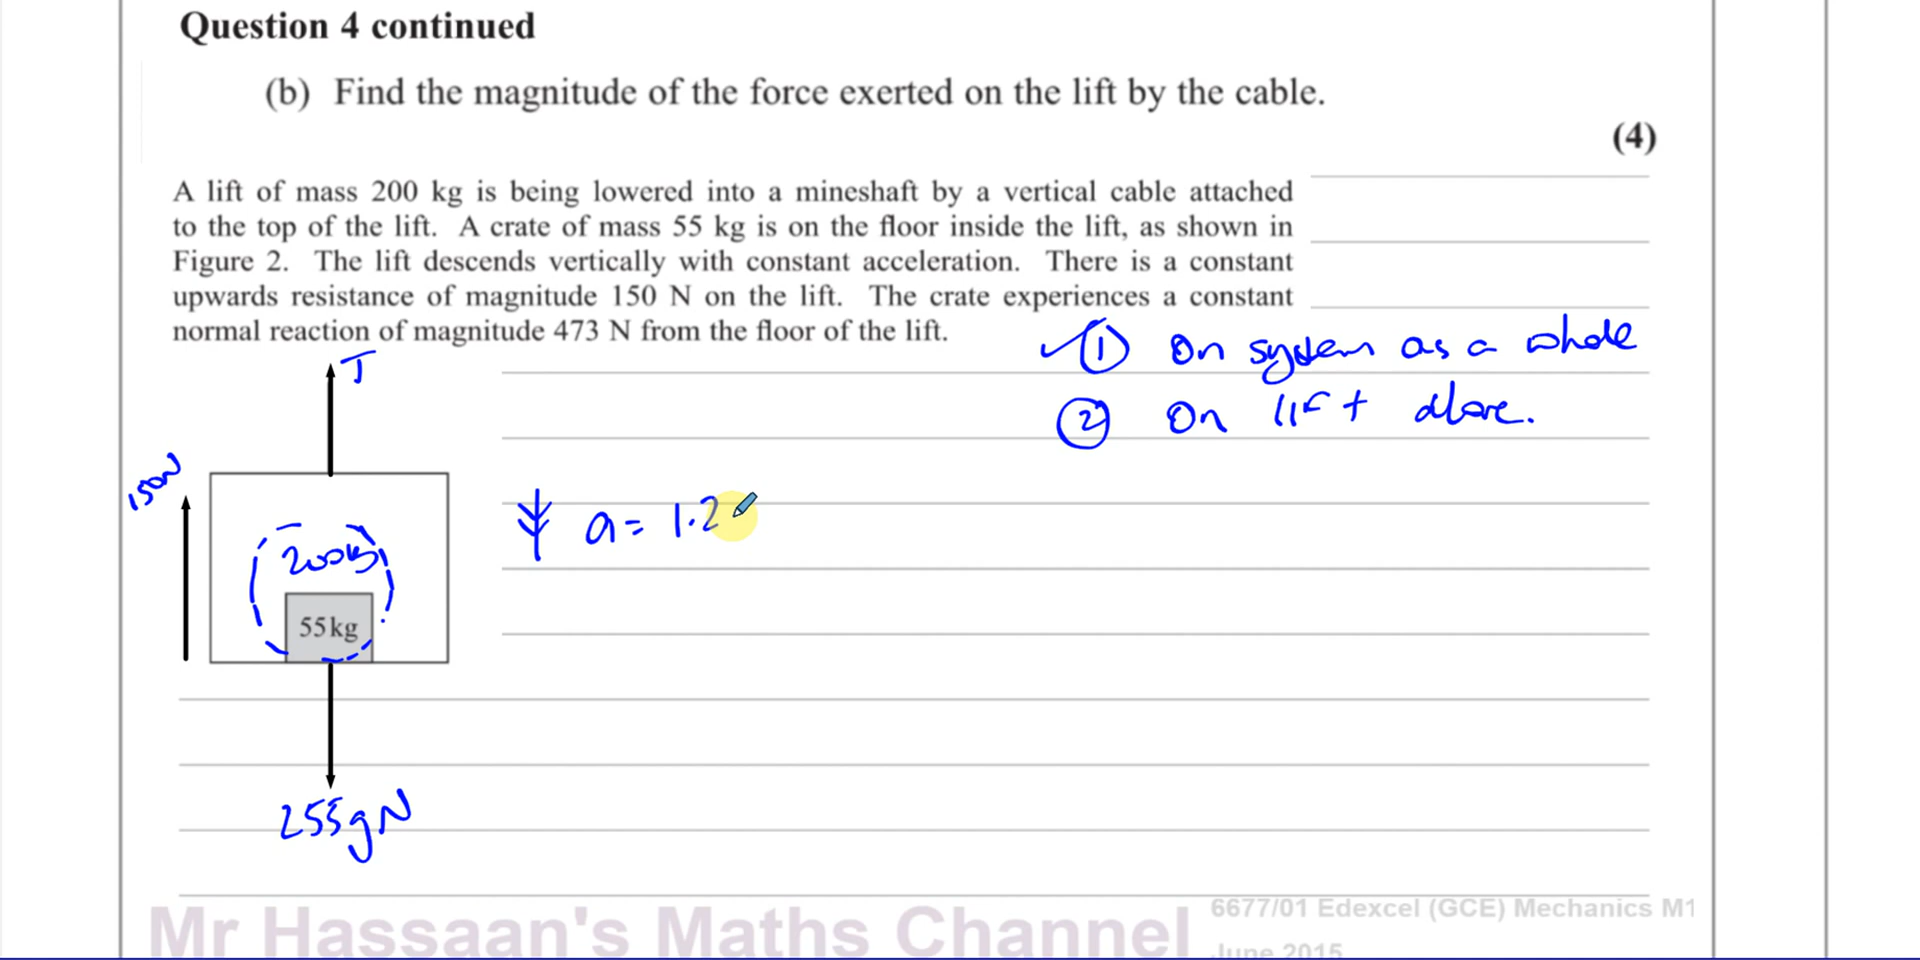 Question 4 continued
(b) Find the magnitude of the force exerted on the lift by the cable.
(4)
A lift of mass 200 kg is being lowered into a mineshaft by a vertical cable attached
to the top of the lift. A crate of mass 55 kg is on the floor inside the lift, as shown in
Figure 2. The lift descends vertically with constant acceleration. There is a constant
upwards resistance of magnitude 150 N on the lift. The crate experiences a constant
normal reaction of magnitude 473 N from the floor of the lift.
① On system as a whole
② On lift alone.
T
150N
a = 1.2
200kg
55kg
255gN
Mr Hassaan's Maths Channel
6677/01 Edexcel (GCE) Mechanics M1
June 2015